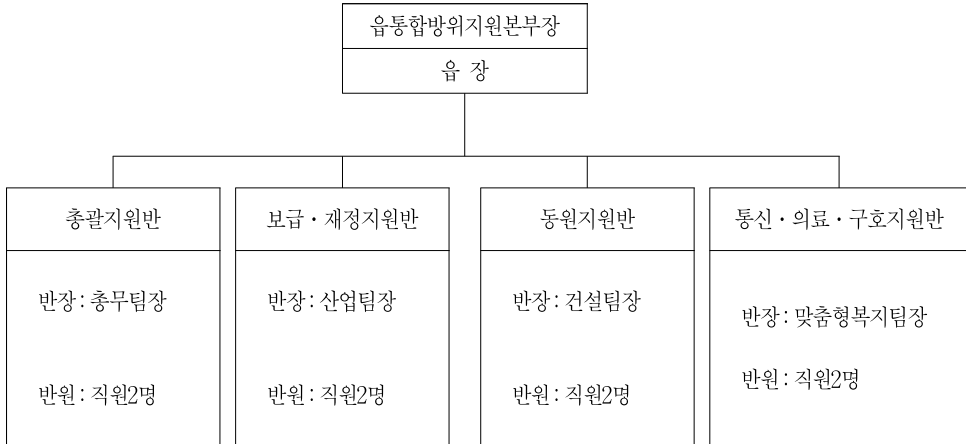 읍통합방위지원본부장
읍 장
총괄지원반
반장 : 총무팀장
반원 : 직원2명
보급・재정지원반
반장 : 산업팀장
반원 : 직원2명
동원지원반
반장 : 건설팀장
반원 : 직원2명
통신・의료・구호지원반
반장 : 맞춤형복지팀장
반원 : 직원2명